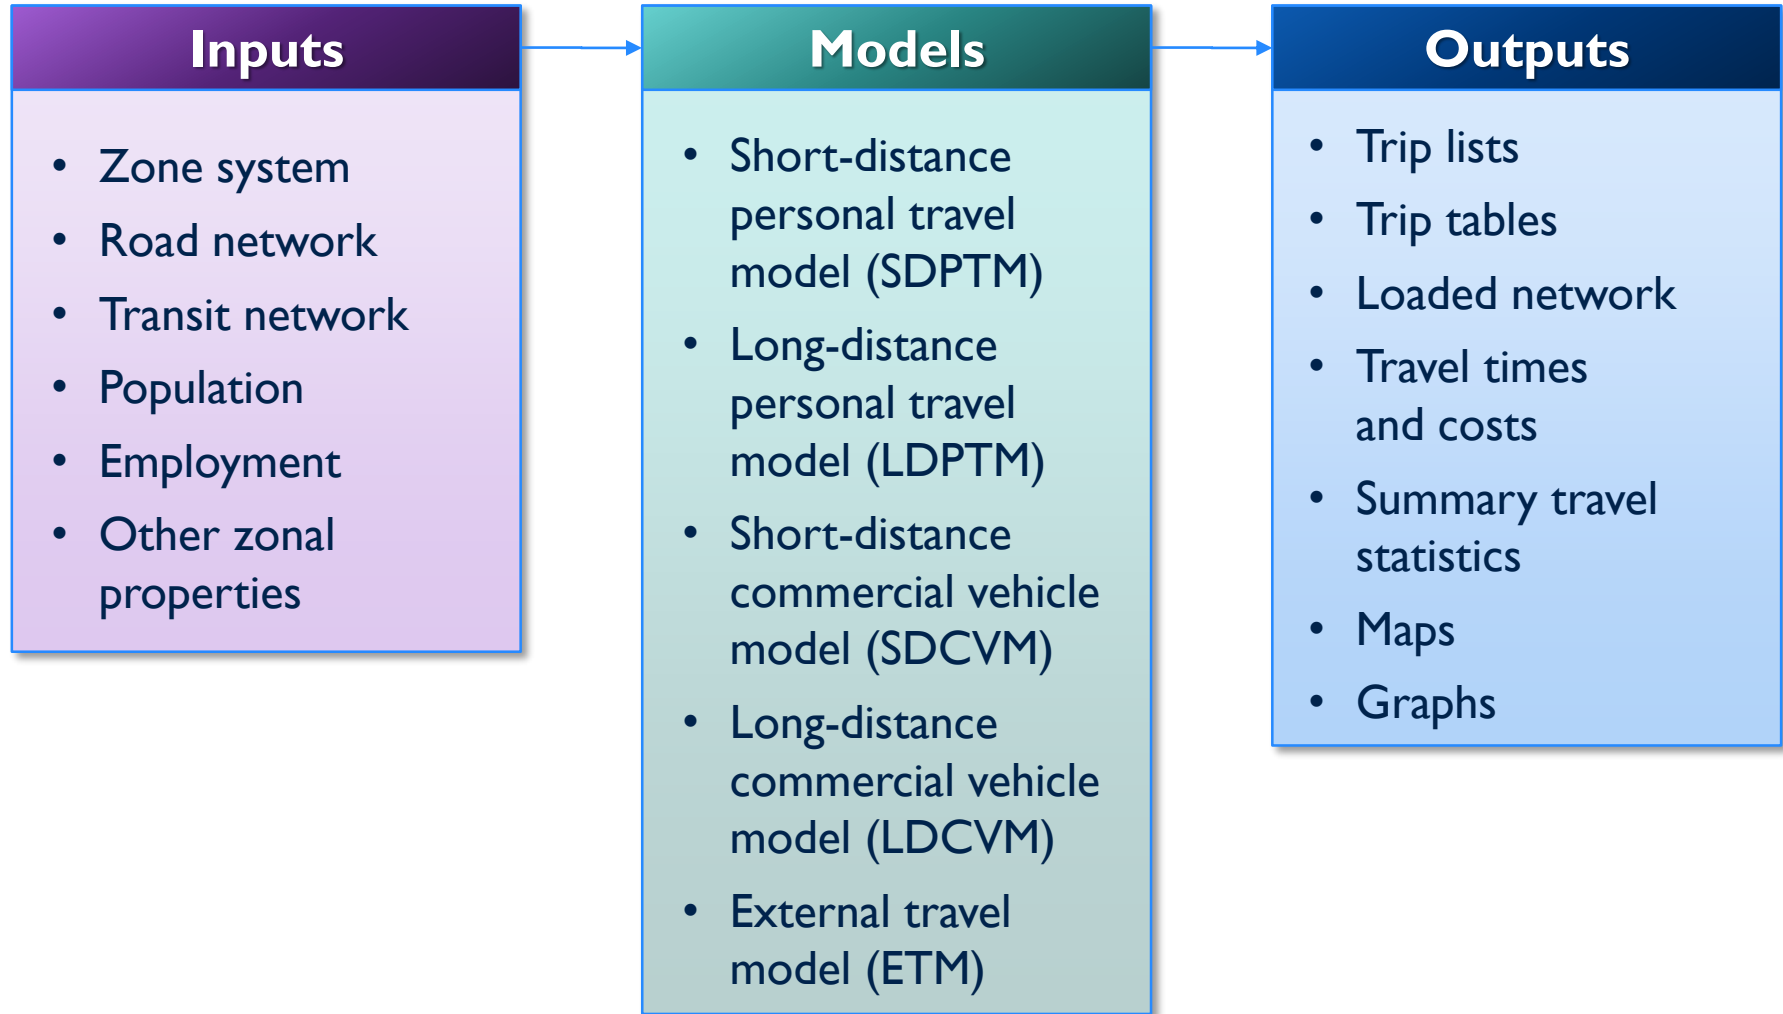 Inputs
• Zone system
• Road network
• Transit network
• Population
• Employment
• Other zonal
properties
Models
• Short-distance
personal travel
model (SDPTM)
• Long-distance
personal travel
model (LDPTM)
• Short-distance
commercial vehicle
model (SDCVM)
• Long-distance
commercial vehicle
model (LDCVM)
• External travel
model (ETM)
Outputs
• Trip lists
• Trip tables
• Loaded network
• Travel times
and costs
• Summary travel
statistics
• Maps
• Graphs